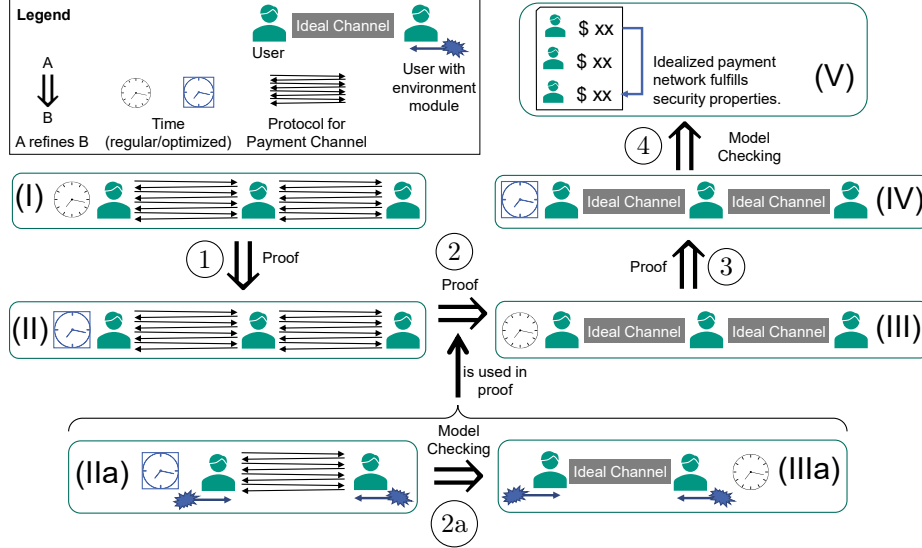 Legend
A
B
A refines B
Time
(regular/optimized)
Ideal Channel
User
Protocol for
Payment Channel
User with
environment
module
$ xx
$ xx
$ xx
Idealized payment
network fulfills
security properties.
(V)
4
Model
Checking
(I)
Ideal Channel
Ideal Channel
(IV)
1
Proof
2
Proof
Proof
3
(II)
Ideal Channel
Ideal Channel
(III)
is used in
proof
(IIa)
Model
Checking
2a
Ideal Channel
(IIIa)